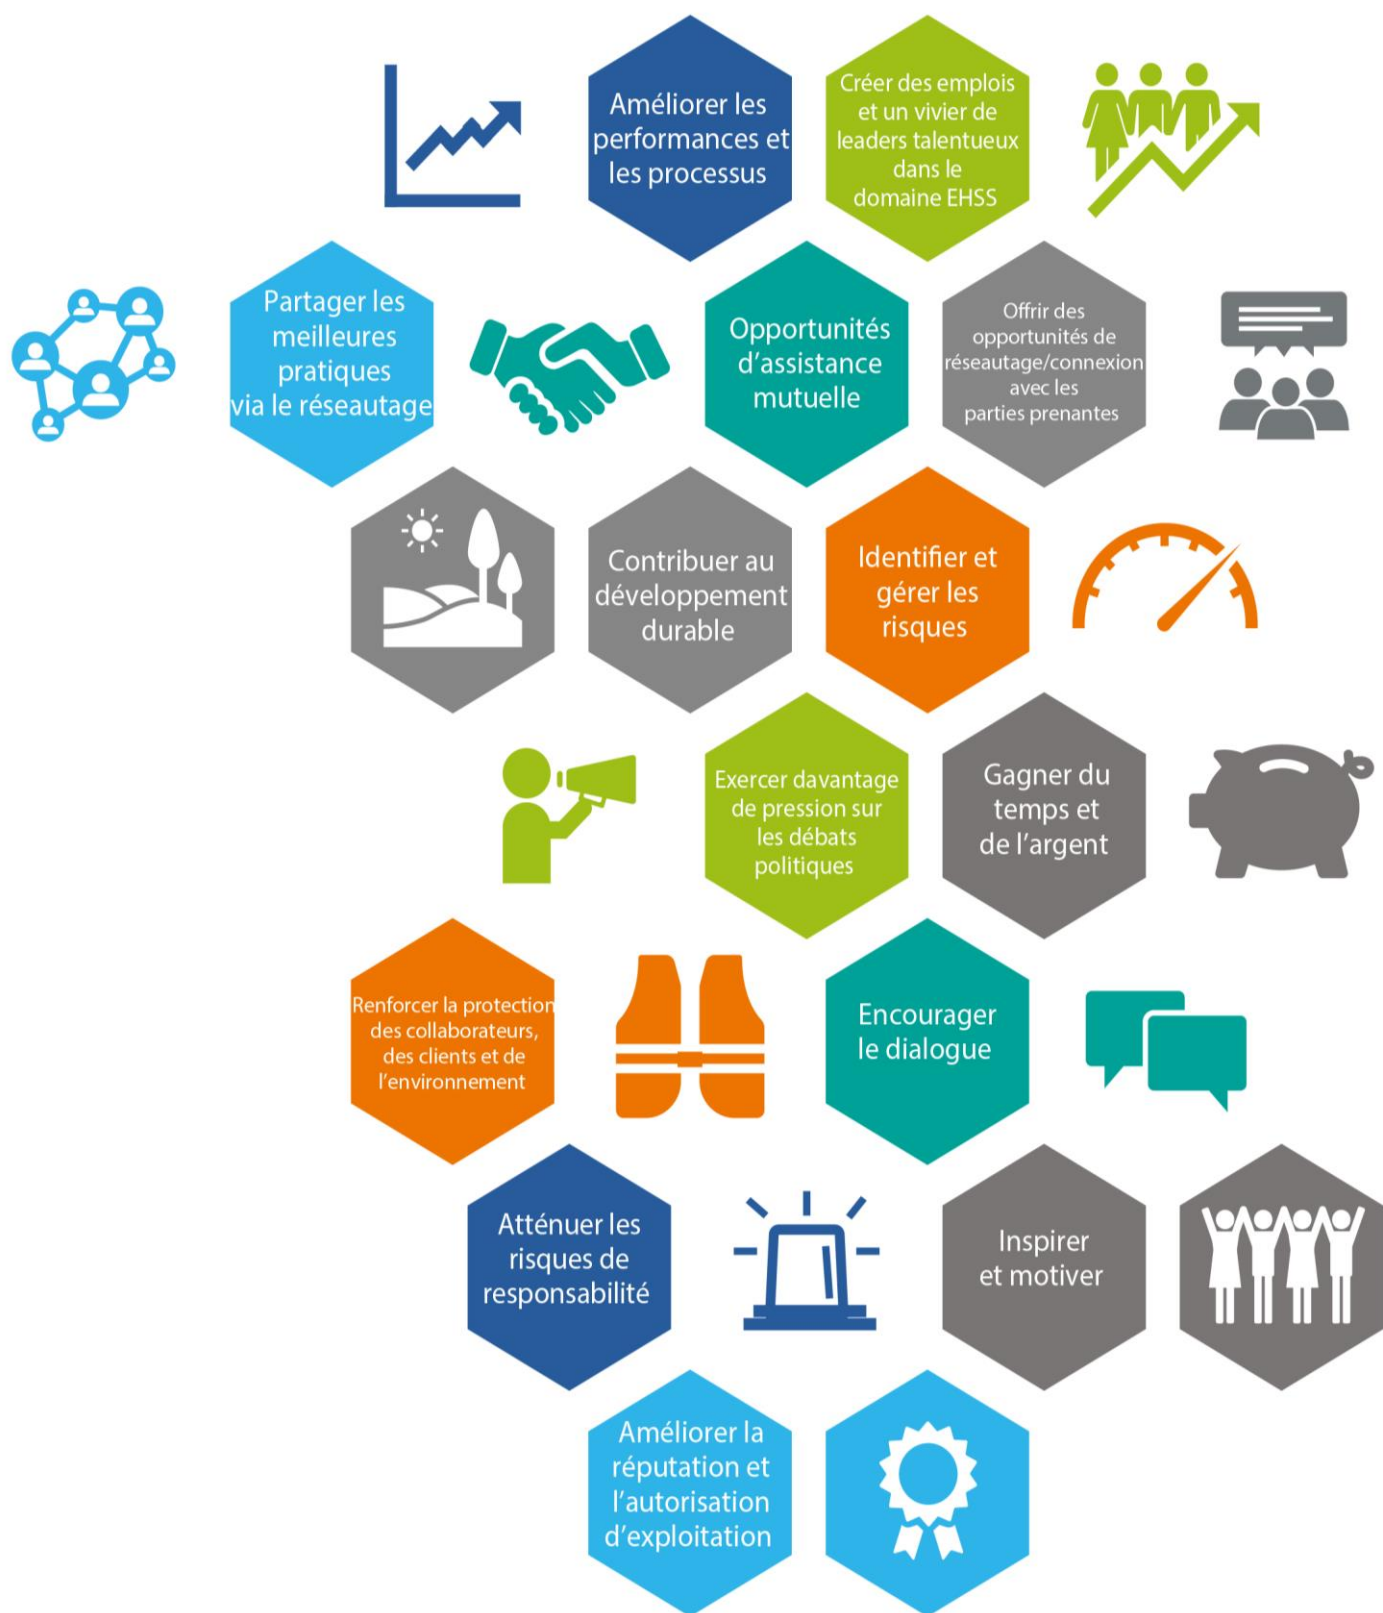 Améliorer les
performances et
les processus
Créer des emplois
et un vivier de
leaders talentueux
dans le
domaine EHSS
Partager les
meilleures
pratiques
via le réseautage
Opportunités
d’assistance
mutuelle
Offrir des
opportunités de
réseautage/connexion
avec les
parties prenantes
Contribuer au
développement
durable
Identifier et
gérer les
risques
Exercer davantage
de pression sur
les débats
politiques
Gagner du
temps et
de l’argent
Renforcer la protection
des collaborateurs,
des clients et de
l’environnement
Encourager
le dialogue
Atténuer les
risques de
responsabilité
Inspirer
et motiver
Améliorer la
réputation et
l’autorisation
d’exploitation